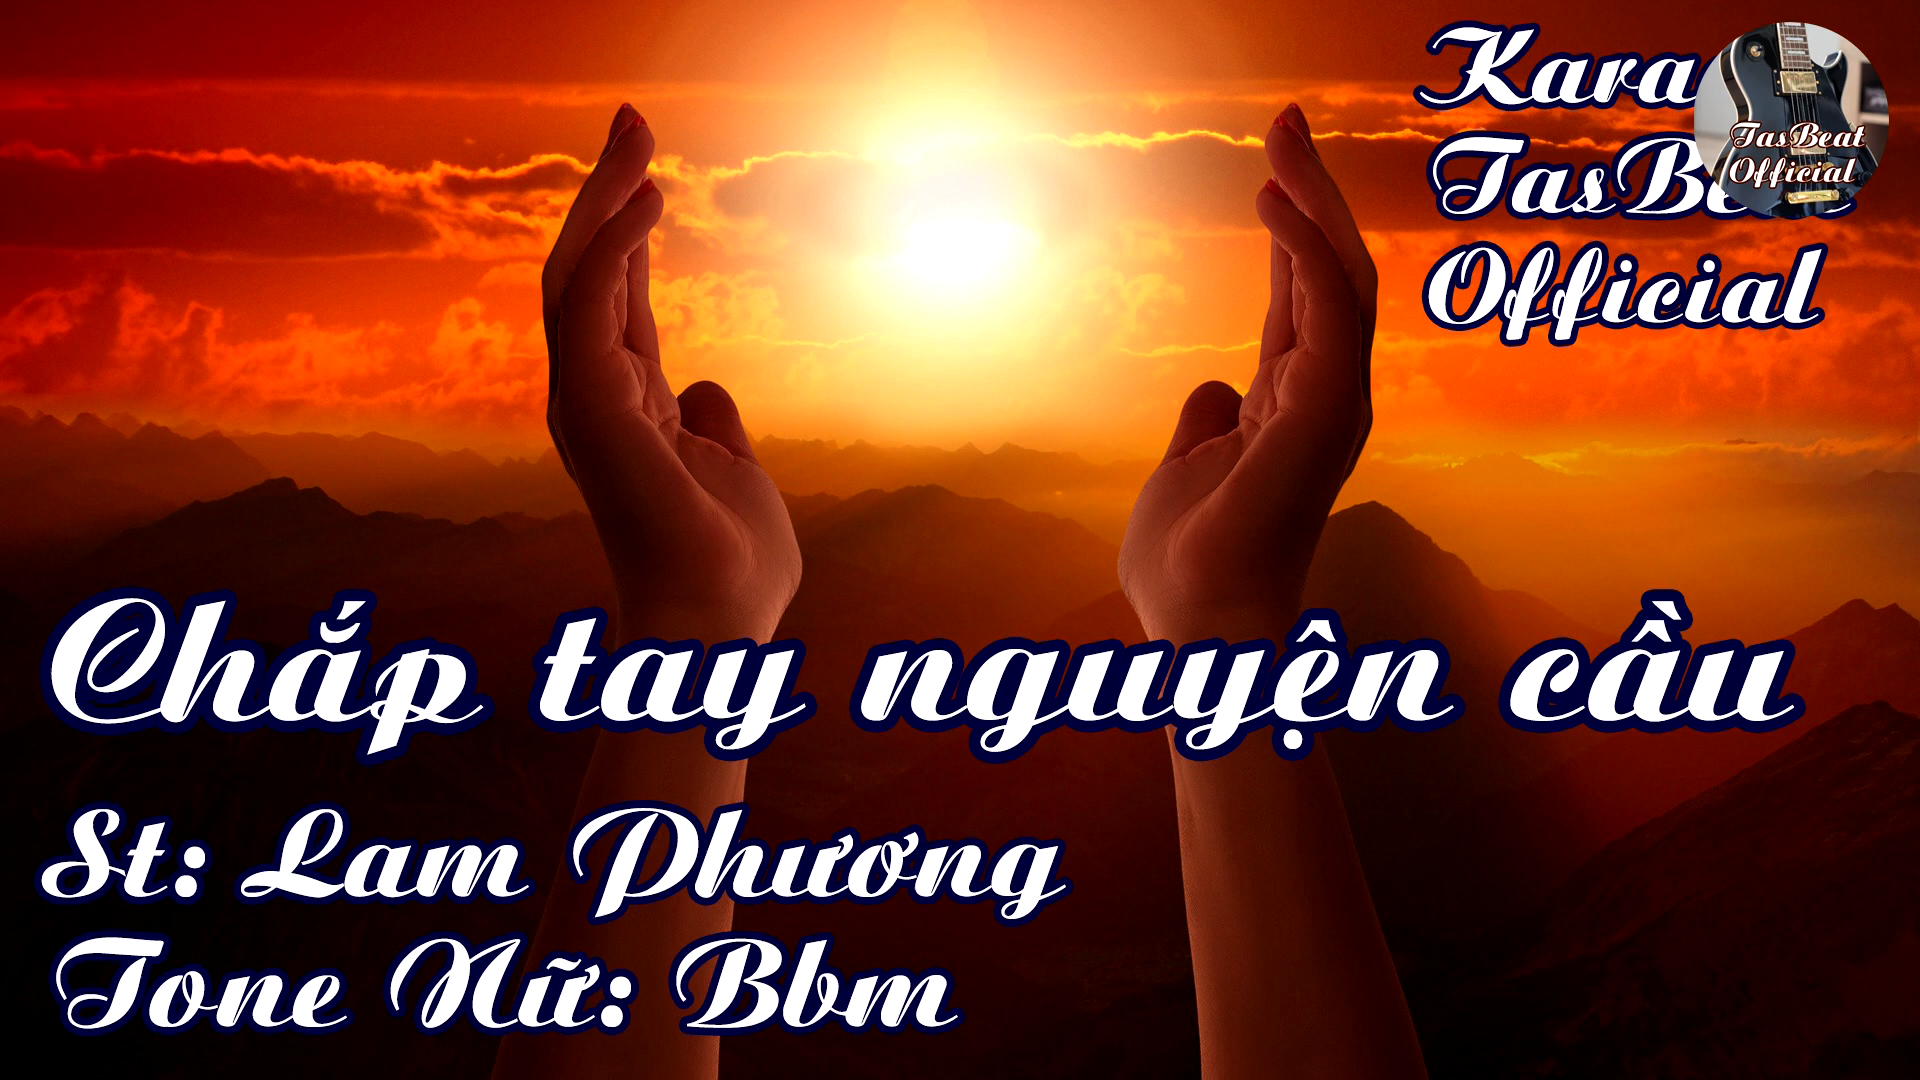 Kara
TasBeat
Official
TasBeat
Official
Chắp tay nguyện cầu
St: Lam Phương
Tone Nữ: Bbm